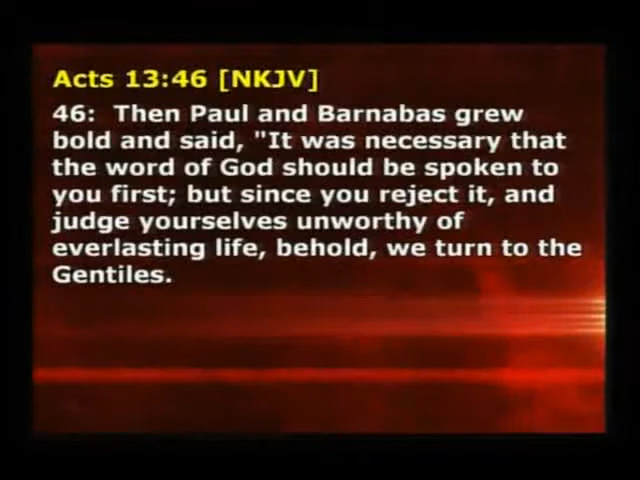 Acts 13:46 [NKJV]
46:  Then Paul and Barnabas grew
bold and said, "It was necessary that
the word of God should be spoken to
you first; but since you reject it, and
judge yourselves unworthy of
everlasting life, behold, we turn to the
Gentiles.